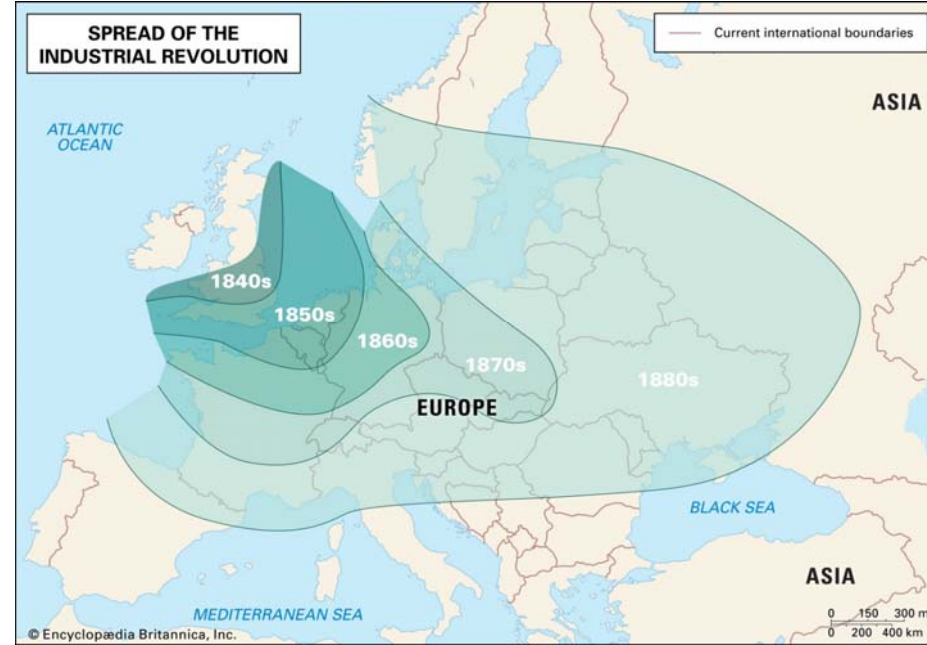 SPREAD OF THE
INDUSTRIAL REVOLUTION
Current international boundaries
ASIA
ATLANTIC
OCEAN
1840s
1850s
1860s
1870s
1880s
EUROPE
BLACK SEA
ASIA
MEDITERRANEAN SEA
0 150 300 m
0 200 400 km
© Encyclopædia Britannica, Inc.